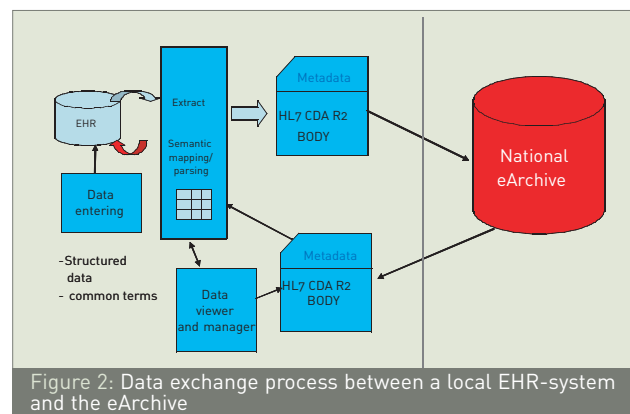 EHR
Extract
Semantic
mapping/
parsing
Metadata
HL7 CDA R2
BODY
National
eArchive
Data
entering
-Structured
data
- common terms
Data
viewer
and manager
Metadata
HL7 CDA R2
BODY
Figure 2: Data exchange process between a local EHR-system
and the eArchive